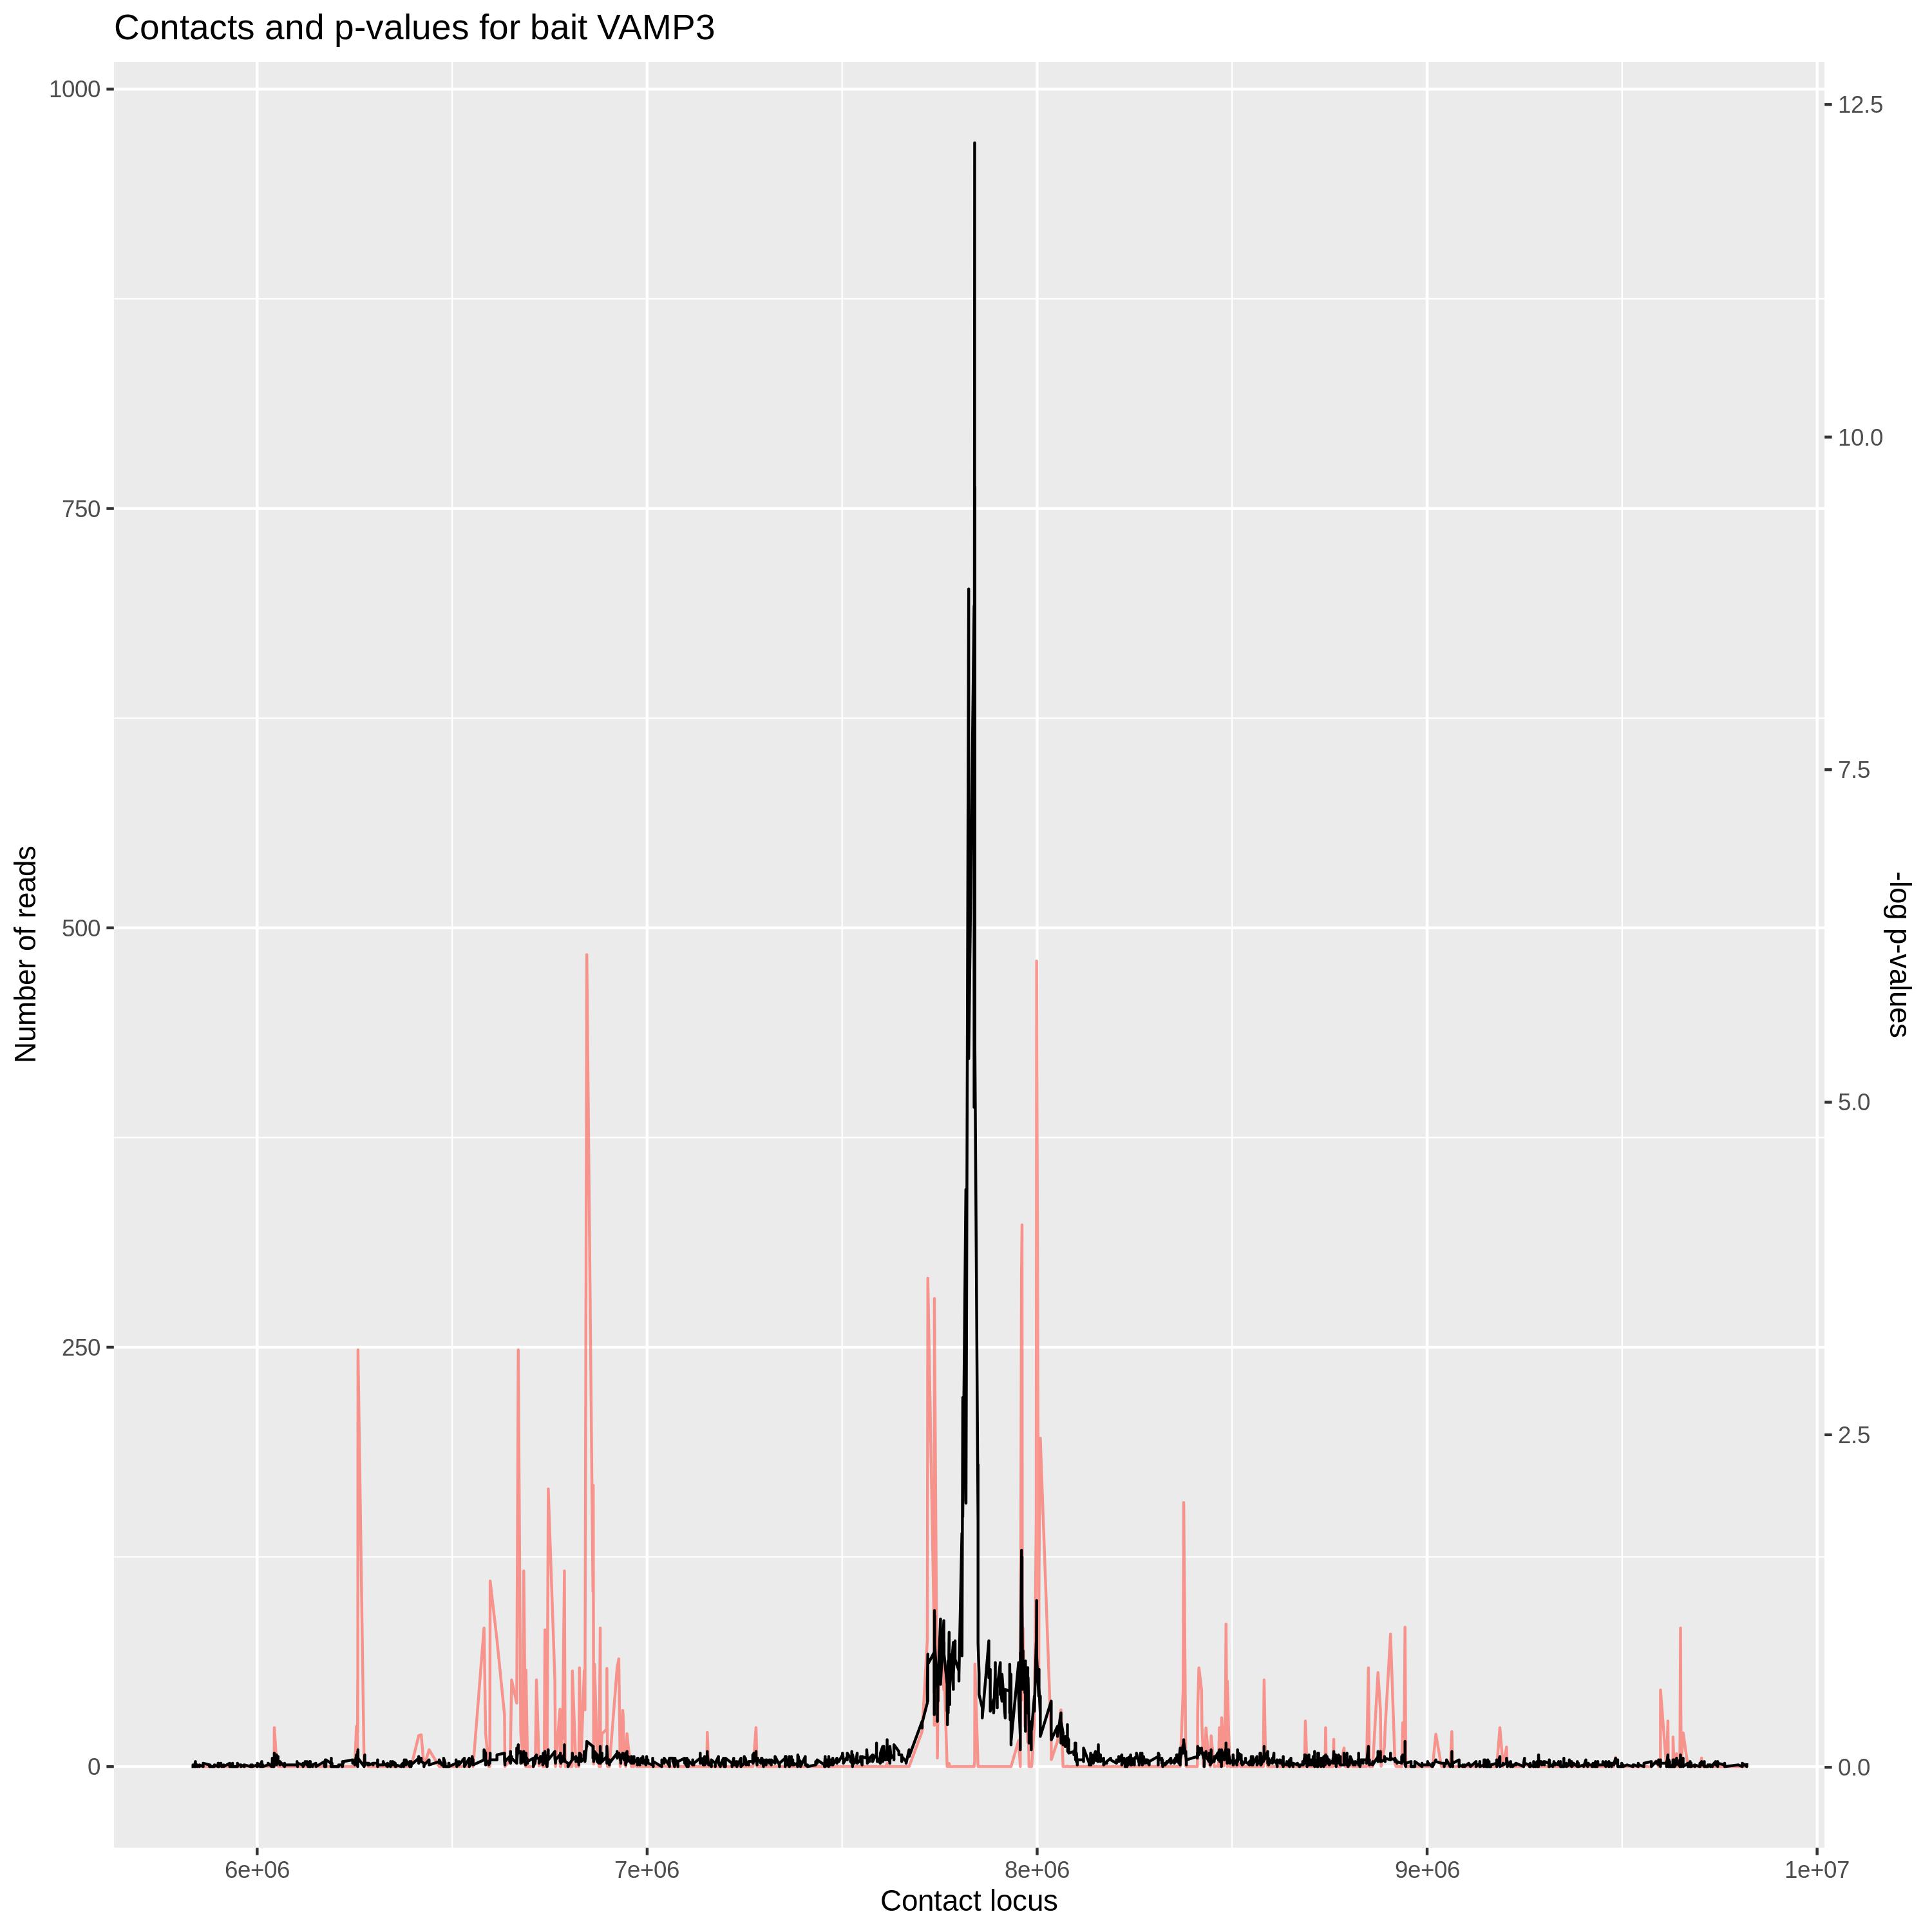 Contacts and p-values for bait VAMP3
1000
750
500
250
0
Number of reads
12.5
10.0
7.5
5.0
2.5
0.0
-log p-values
6e+06
7e+06
8e+06
9e+06
1e+07
Contact locus